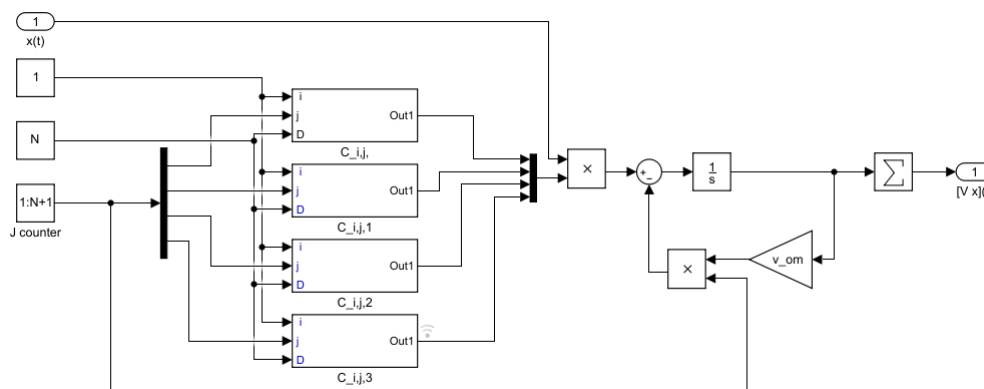 1
x(t)
1
N
1:N+1
J counter
i
j
D
Out1
C_i,j,
i
j
D
Out1
C_i,j,1
i
j
D
Out1
C_i,j,2
i
j
D
Out1
C_i,j,3
×
+
-
1
s
∑
1
[V x](
×
v_om